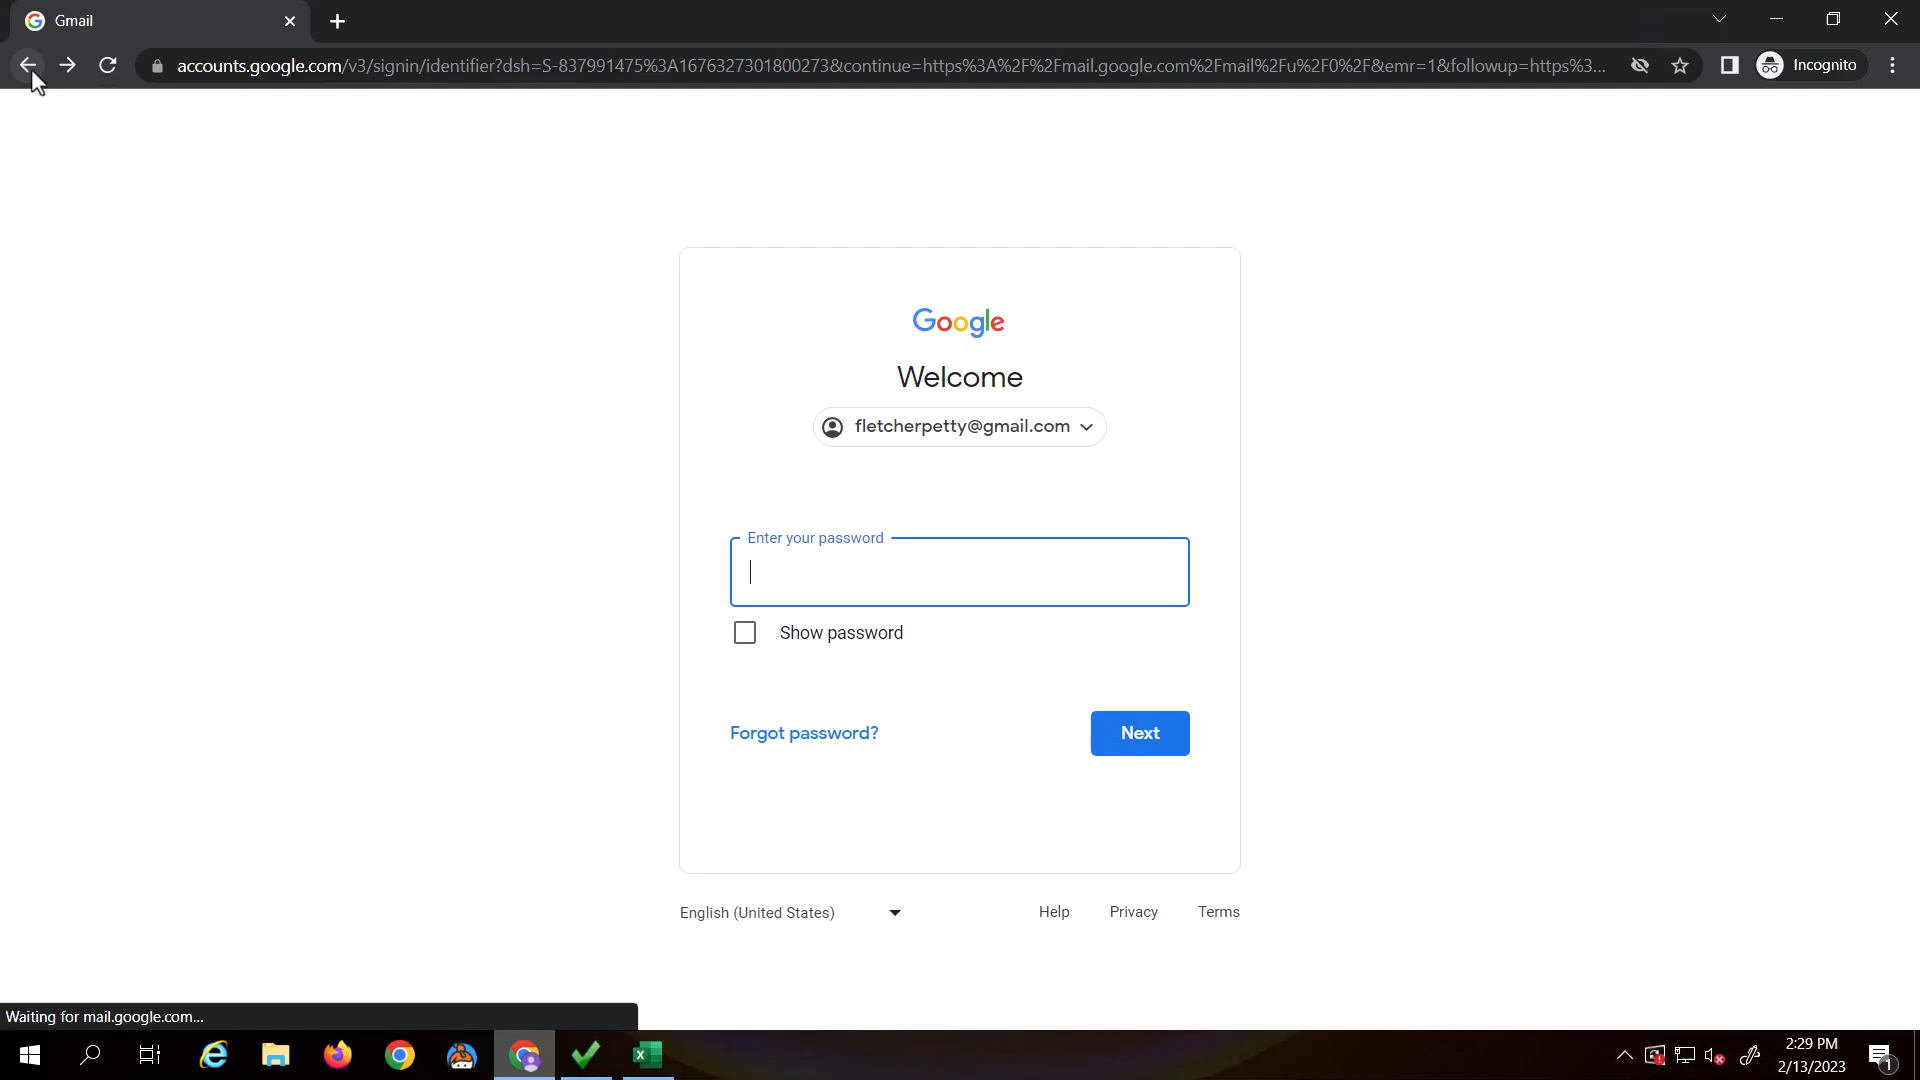 Gmail
accounts.google.com/v3/signin/identifier?dsh=S-837991475%3A1676327301800273&continue=https%3A%2F%2Fmail.google.com%2Fmail%2Fu%2F0%2F&emr=1&followup=https%3...
Incognito
Google
Welcome
fletcherpetty@gmail.com
Enter your password
Show password
Forgot password?
Next
English (United States)
Help
Privacy
Terms
Waiting for mail.google.com...
2:29 PM
2/13/2023
1